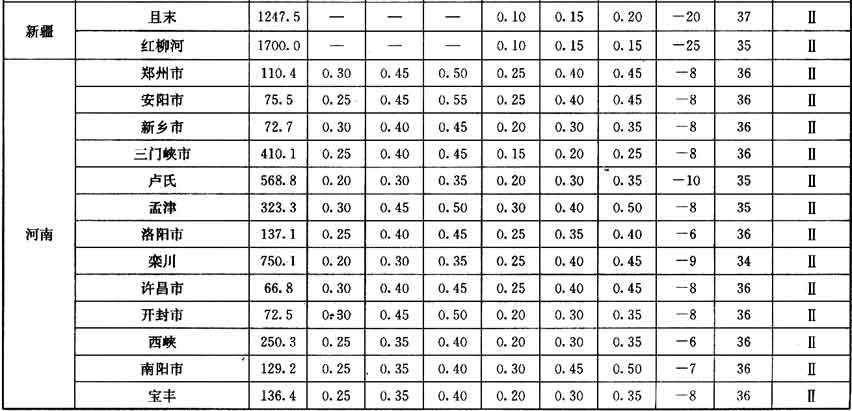 新疆 且末 1247.5 — — — 0.10 0.15 0.20 －20 37 Ⅱ
红柳河 1700.0 — — — 0.10 0.15 0.15 －25 35 Ⅱ
河南 郑州市 110.4 0.30 0.45 0.50 0.25 0.40 0.45 －8 36 Ⅱ
安阳市 75.5 0.25 0.45 0.55 0.25 0.40 0.45 －8 36 Ⅱ
新乡市 72.7 0.30 0.40 0.45 0.20 0.30 0.35 －8 36 Ⅱ
三门峡市 410.1 0.25 0.40 0.45 0.15 0.20 0.25 －8 36 Ⅱ
卢氏 568.8 0.20 0.30 0.35 0.20 0.30 0.35 －10 35 Ⅱ
孟津 323.3 0.30 0.45 0.50 0.30 0.40 0.50 －8 35 Ⅱ
洛阳市 137.1 0.25 0.40 0.45 0.25 0.35 0.40 －6 36 Ⅱ
栾川 750.1 0.20 0.30 0.35 0.25 0.40 0.45 －9 34 Ⅱ
许昌市 66.8 0.30 0.40 0.45 0.25 0.40 0.45 －8 36 Ⅱ
开封市 72.5 0.30 0.45 0.50 0.20 0.30 0.35 －8 36 Ⅱ
西峡 250.3 0.25 0.35 0.40 0.20 0.30 0.35 －6 36 Ⅱ
南阳市 129.2 0.25 0.35 0.40 0.30 0.45 0.50 －7 36 Ⅱ
宝丰 136.4 0.25 0.35 0.40 0.20 0.30 0.35 －8 36 Ⅱ